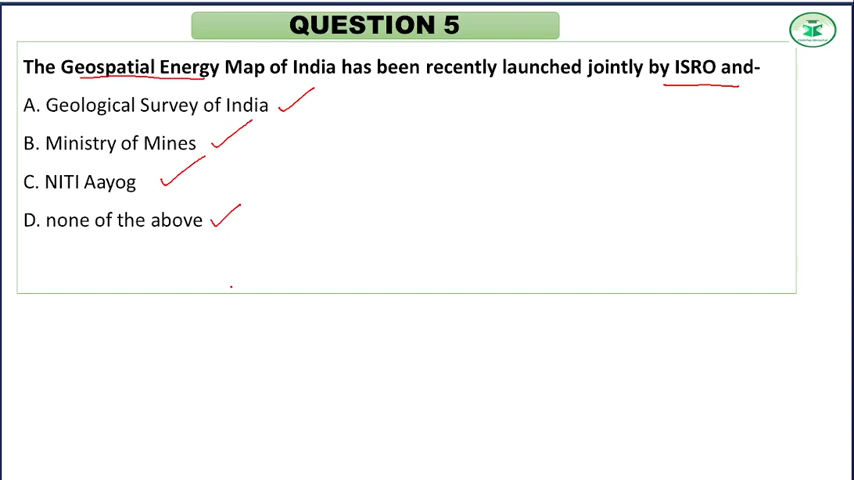 QUESTION 5
The Geospatial Energy Map of India has been recently launched jointly by ISRO and-
A. Geological Survey of India
B. Ministry of Mines
C. NITI Aayog
D. none of the above